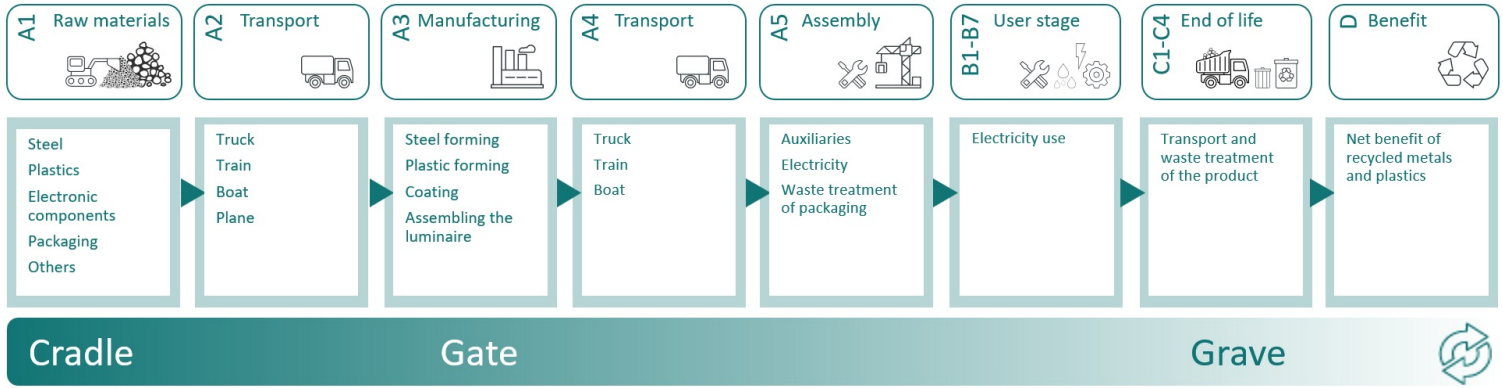 A1 Raw materials
A2 Transport
A3 Manufacturing
A4 Transport
A5 Assembly
B1-B7 User stage
C1-C4 End of life
D Benefit
Steel
Plastics
Electronic
components
Packaging
Others
Truck
Train
Boat
Plane
Steel forming
Plastic forming
Coating
Assembling the
luminaire
Truck
Train
Boat
Auxiliaries
Electricity
Waste treatment
of packaging
Electricity use
Transport and
waste treatment
of the product
Net benefit of
recycled metals
and plastics
Cradle
Gate
Grave